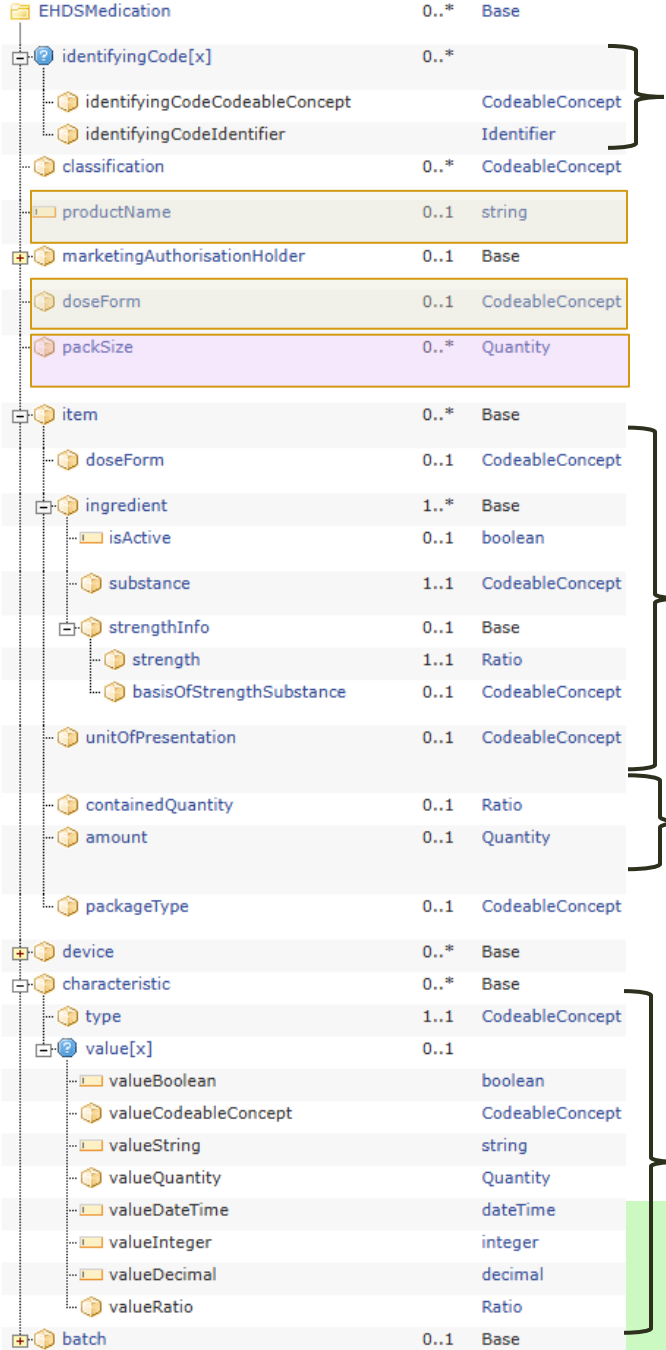 EHDSMedication 0..* Base
identifyingCode[x] 0..*
identifyingCodeCodeableConcept CodeableConcept
identifyingCodeIdentifier Identifier
classification 0..* CodeableConcept
productName 0..1 string
marketingAuthorisationHolder 0..1 Base
doseForm 0..1 CodeableConcept
packSize 0..* Quantity
item 0..* Base
doseForm 0..1 CodeableConcept
ingredient 1..* Base
isActive 0..1 boolean
substance 1..1 CodeableConcept
strengthInfo 0..1 Base
strength 1..1 Ratio
basisOfStrengthSubstance 0..1 CodeableConcept
unitOfPresentation 0..1 CodeableConcept
containedQuantity 0..1 Ratio
amount 0..1 Quantity
packageType 0..1 CodeableConcept
device 0..* Base
characteristic 0..* Base
type 1..1 CodeableConcept
value[x] 0..1
valueBoolean boolean
valueCodeableConcept CodeableConcept
valueString string
valueQuantity Quantity
valueDateTime dateTime
valueInteger integer
valueDecimal decimal
valueRatio Ratio
batch 0..1 Base